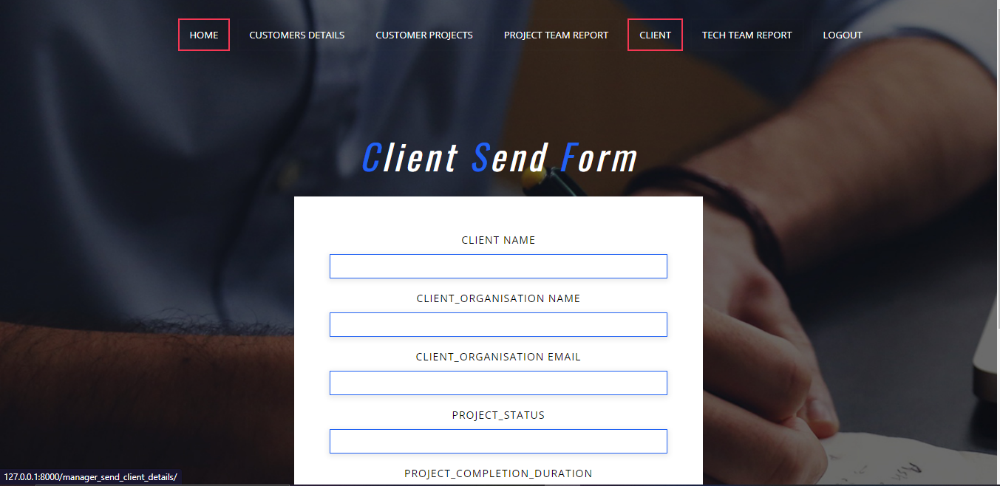 HOME CUSTOMERS DETAILS CUSTOMER PROJECTS PROJECT TEAM REPORT CLIENT TECH TEAM REPORT LOGOUT
Client Send Form
CLIENT NAME
CLIENT_ORGANISATION NAME
CLIENT_ORGANISATION EMAIL
PROJECT_STATUS
PROJECT_COMPLETION_DURATION
127.0.0.1:8000/manager_send_client_details/